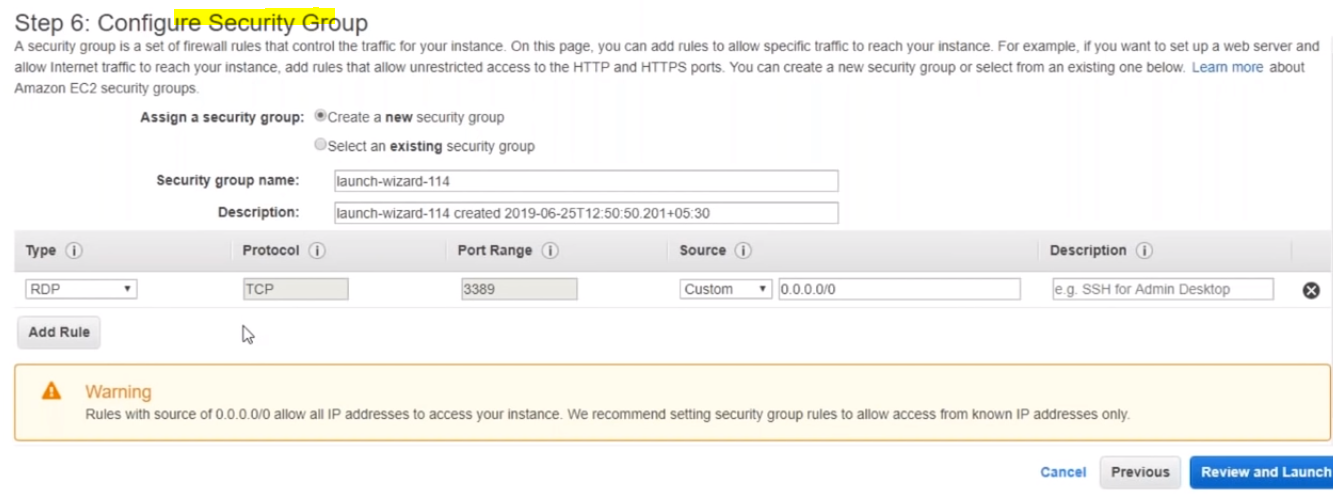 Step 6: Configure Security Group
A security group is a set of firewall rules that control the traffic for your instance. On this page, you can add rules to allow specific traffic to reach your instance. For example, if you want to set up a web server and
allow Internet traffic to reach your instance, add rules that allow unrestricted access to the HTTP and HTTPS ports. You can create a new security group or select from an existing one below. Learn more about
Amazon EC2 security groups.
Assign a security group: Create a new security group
Select an existing security group
Security group name: launch-wizard-114
Description: launch-wizard-114 created 2019-06-25T12:50:50.201+05:30
Type Protocol Port Range Source Description
RDP TCP 3389 Custom 0.0.0.0/0 e.g. SSH for Admin Desktop
Add Rule
Warning
Rules with source of 0.0.0.0/0 allow all IP addresses to access your instance. We recommend setting security group rules to allow access from known IP addresses only.
Cancel Previous Review and Launch